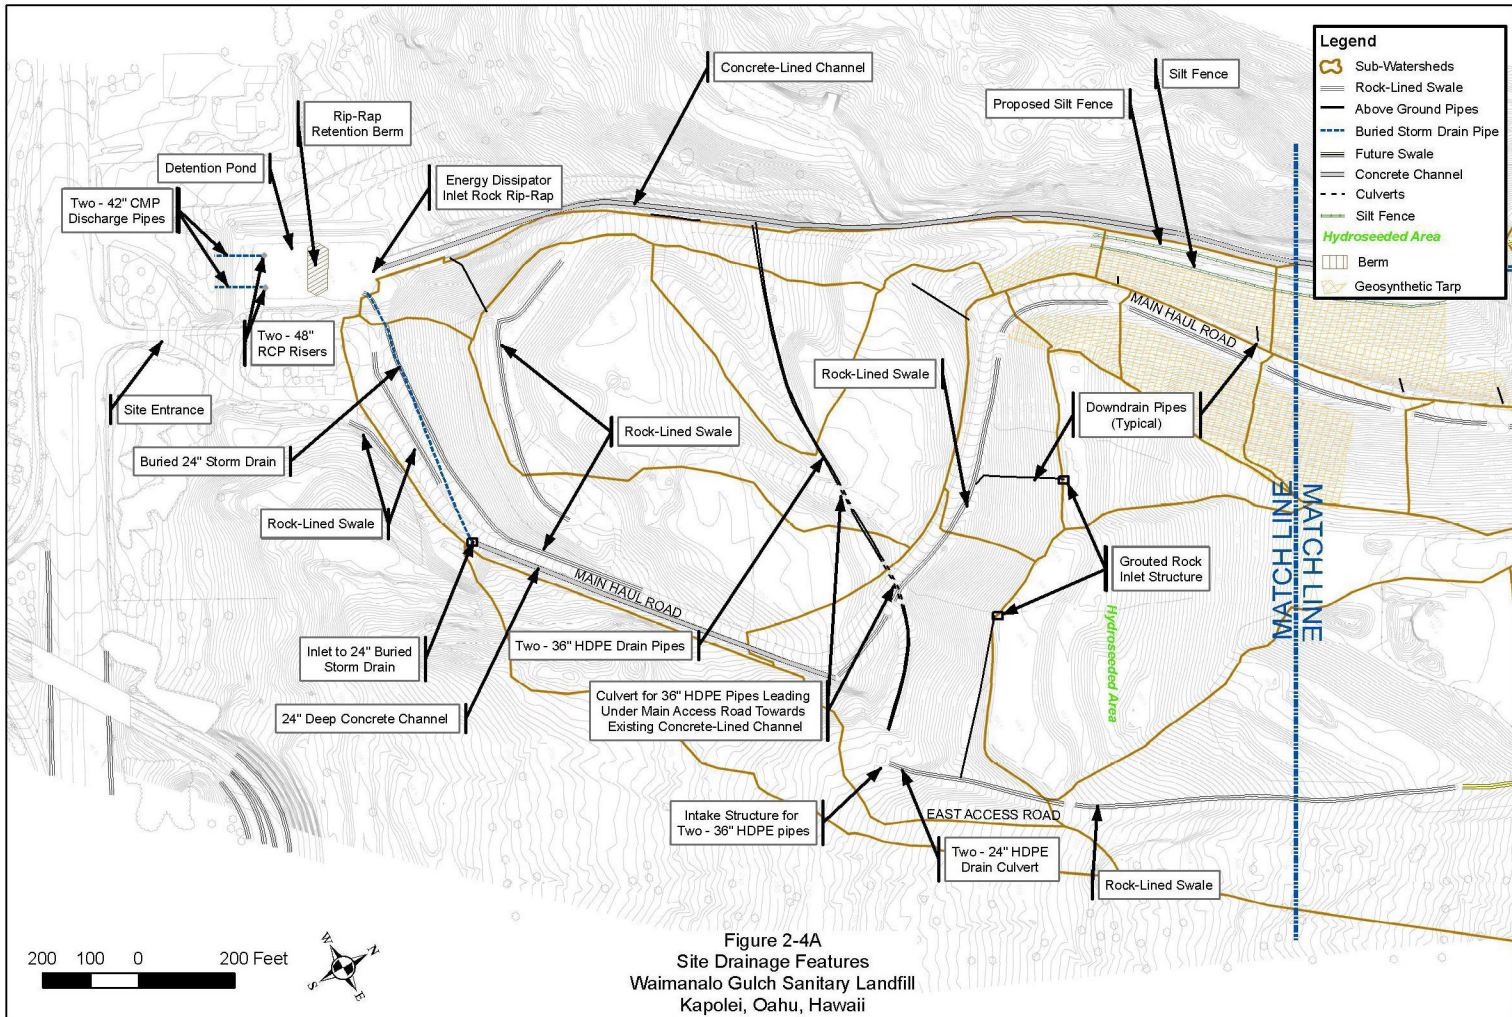 Concrete-Lined Channel
Silt Fence
Proposed Silt Fence
Rip-Rap
Retention Berm
Detention Pond
Energy Dissipator
Inlet Rock Rip-Rap
Two - 42" CMP
Discharge Pipes
Legend
Sub-Watersheds
Rock-Lined Swale
Above Ground Pipes
Buried Storm Drain Pipe
Future Swale
Concrete Channel
Culverts
Silt Fence
Hydroseeded Area
Berm
Geosynthetic Tarp
MAIN HAUL ROAD
Two - 48"
RCP Risers
Rock-Lined Swale
Site Entrance
Downdrain Pipes
(Typical)
Rock-Lined Swale
Buried 24" Storm Drain
Rock-Lined Swale
MATCH LINE
MATCH LINE
Grouted Rock
Inlet Structure
MAIN HAUL ROAD
Hydroseeded Area
Two - 36" HDPE Drain Pipes
Inlet to 24" Buried
Storm Drain
24" Deep Concrete Channel
Culvert for 36" HDPE Pipes Leading
Under Main Access Road Towards
Existing Concrete-Lined Channel
Intake Structure for
Two - 36" HDPE pipes
EAST ACCESS ROAD
Two - 24" HDPE
Drain Culvert
Rock-Lined Swale
200 100 0 200 Feet
W
N
S
E
Figure 2-4A
Site Drainage Features
Waimanalo Gulch Sanitary Landfill
Kapolei, Oahu, Hawaii